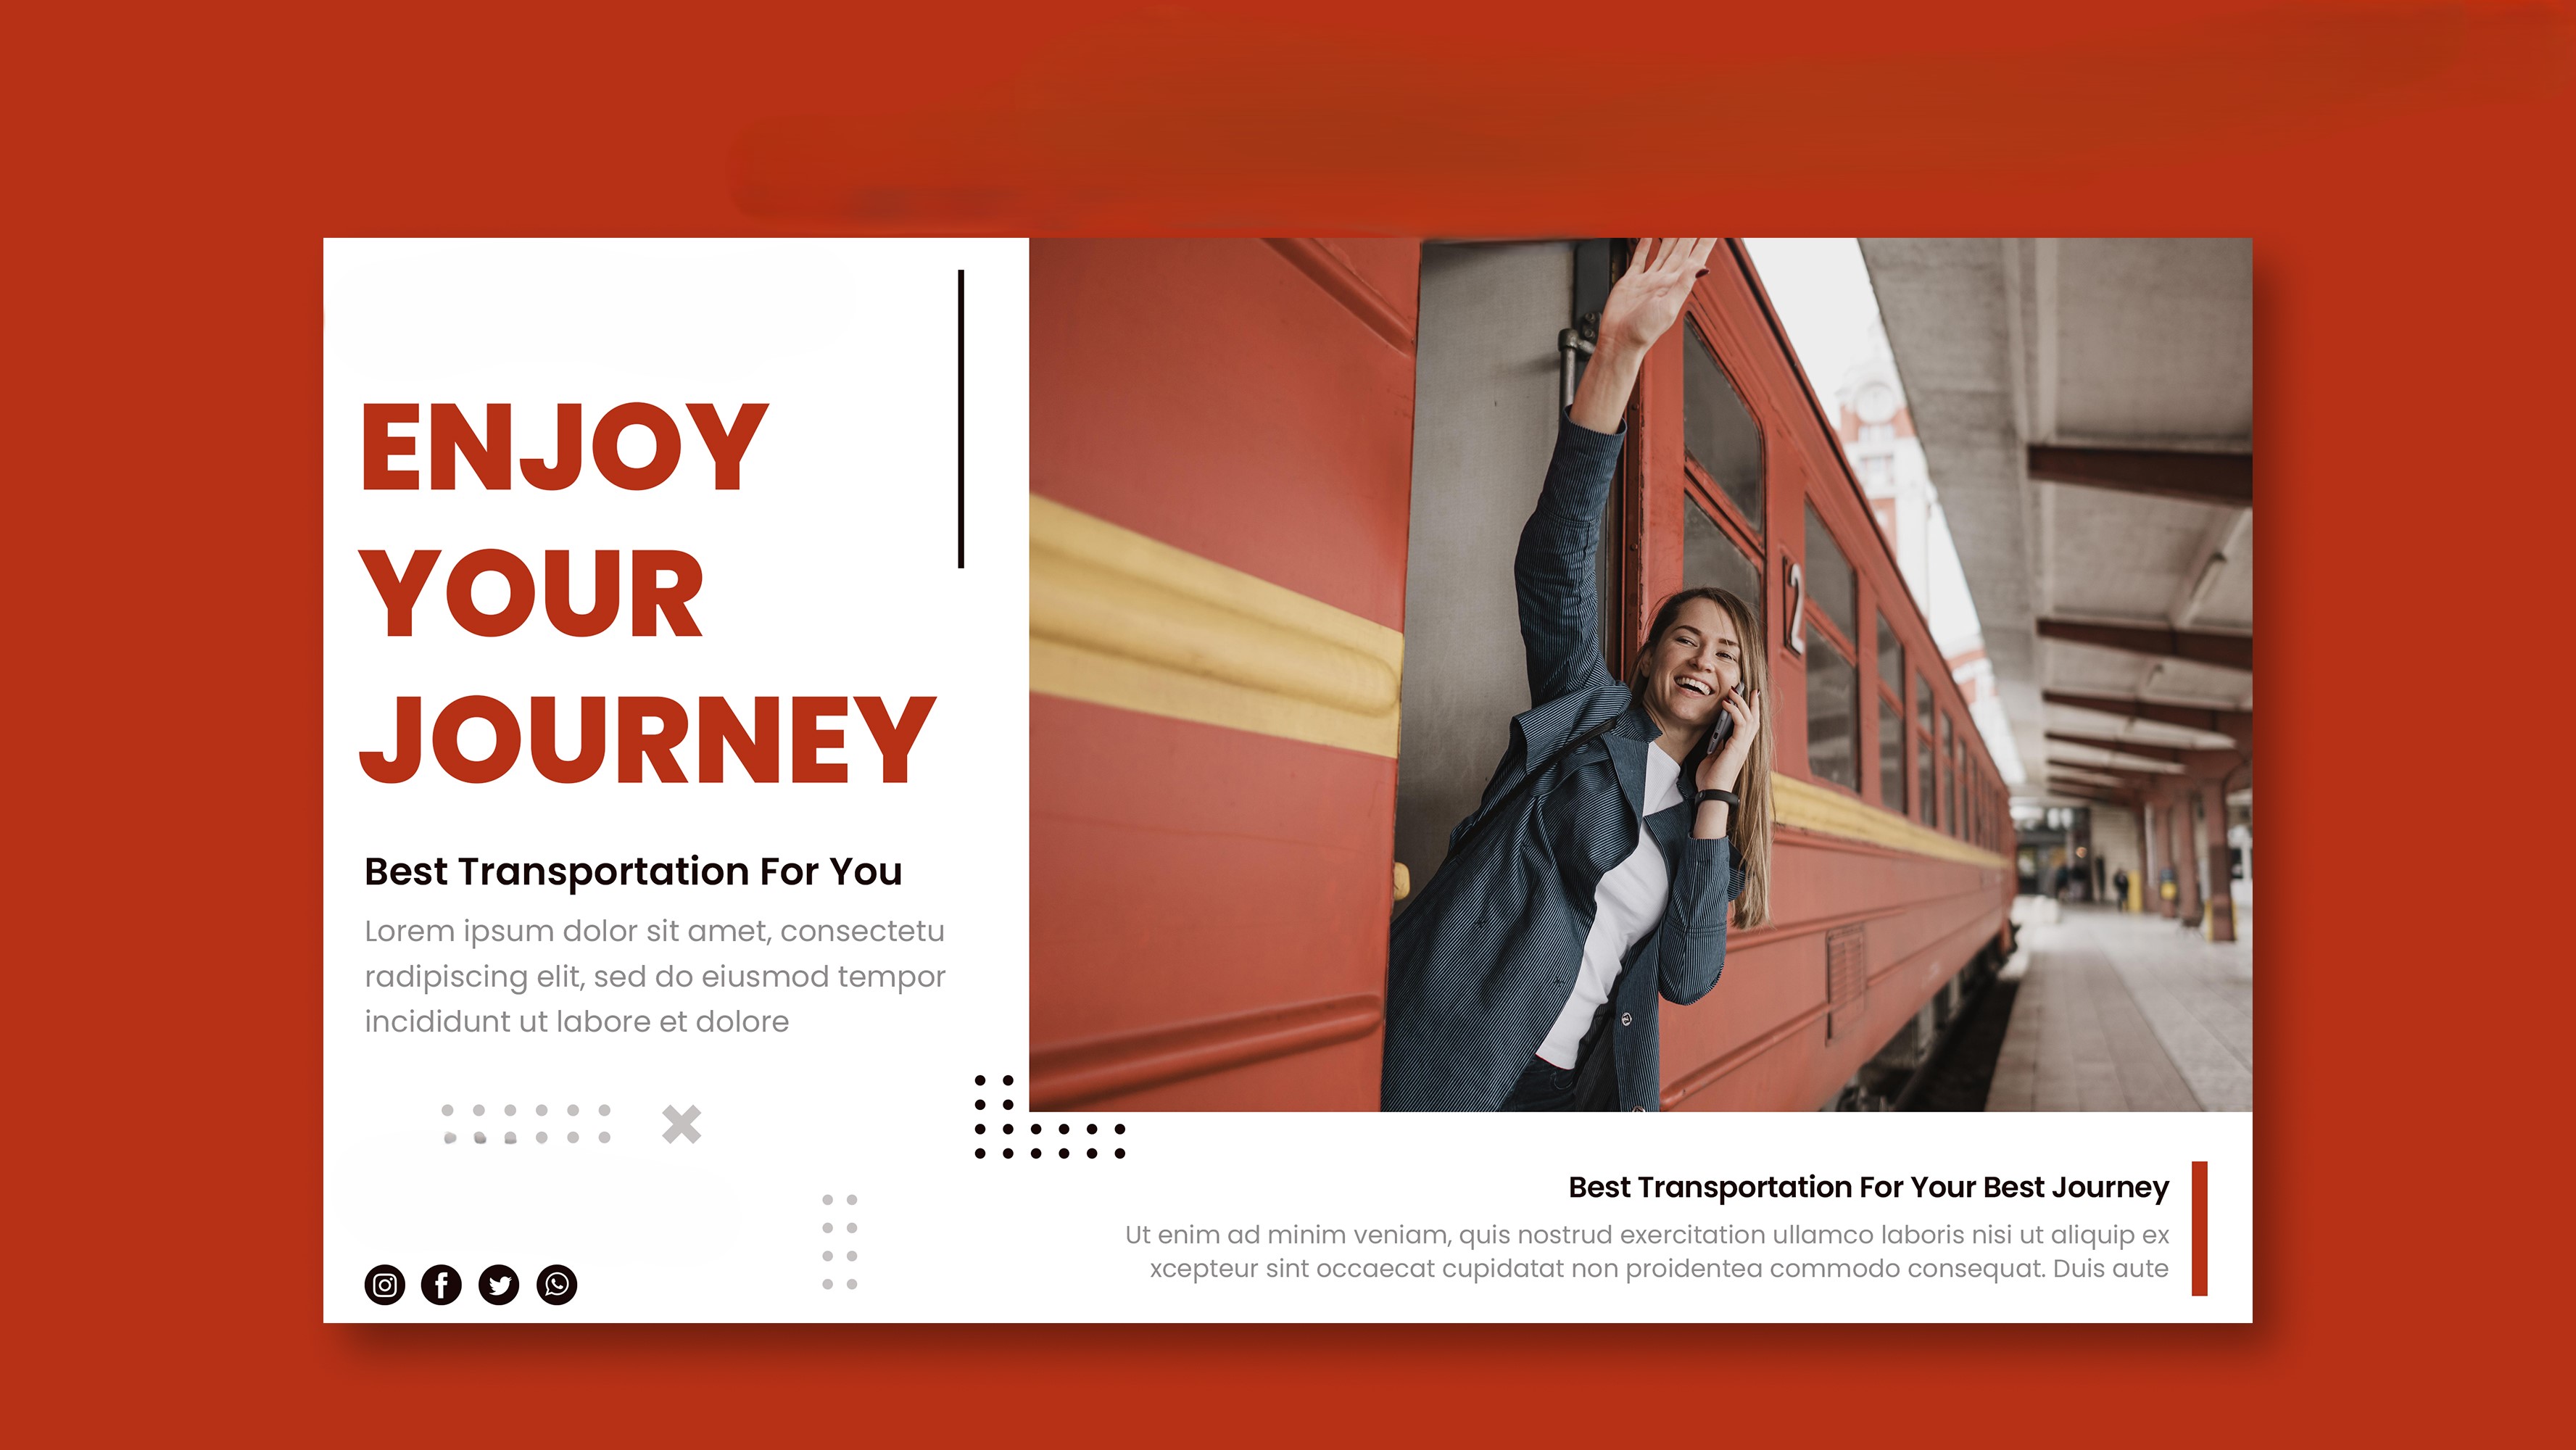 ENJOY
YOUR
JOURNEY
Best Transportation For You
Lorem ipsum dolor sit amet, consectetu
radipiscing elit, sed do eiusmod tempor
incididunt ut labore et dolore
2
Best Transportation For Your Best Journey
Ut enim ad minim veniam, quis nostrud exercitation ullamco laboris nisi ut aliquip ex
xcepteur sint occaecat cupidatat non proidentea commodo consequat. Duis aute